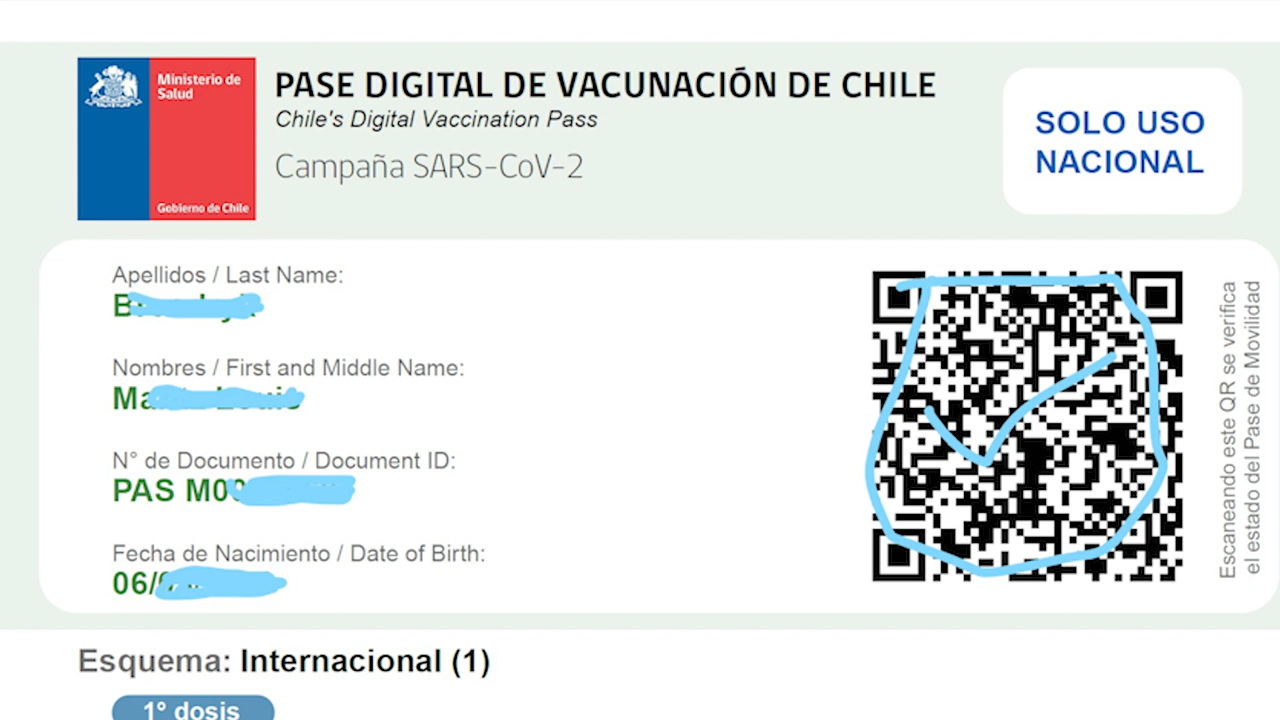 Ministerio de
Salud
Gobierno de Chile
PASE DIGITAL DE VACUNACIÓN DE CHILE
Chile's Digital Vaccination Pass
Campaña SARS-CoV-2
SOLO USO
NACIONAL
Apellidos / Last Name:
Nombres / First and Middle Name:
N° de Documento / Document ID:
PAS
Fecha de Nacimiento / Date of Birth:
Escaneando este QR se verifica
el estado del Pase de Movilidad
Esquema: Internacional (1)
1° dosis